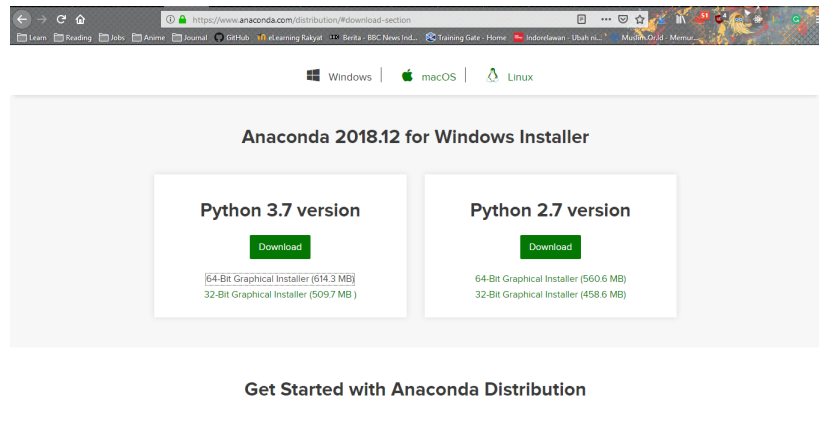 https://www.anaconda.com/distribution/#download-section
Learn Reading Jobs Anime Journal GitHub eLearning Rakyat Berita - BBC News Ind... Training Gate - Home Indorelawan - Ubah ni... Muslim.Or.Id - Memur...
Windows macOS Linux
Anaconda 2018.12 for Windows Installer
Python 3.7 version
Download
64-Bit Graphical Installer (614.3 MB)
32-Bit Graphical Installer (509.7 MB )
Python 2.7 version
Download
64-Bit Graphical Installer (560.6 MB)
32-Bit Graphical Installer (458.6 MB)
Get Started with Anaconda Distribution